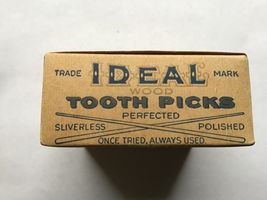 TRADE IDEAL MARK
WOOD
TOOTH PICKS
PERFECTED
SLIVERLESS POLISHED
ONCE TRIED, ALWAYS USED.